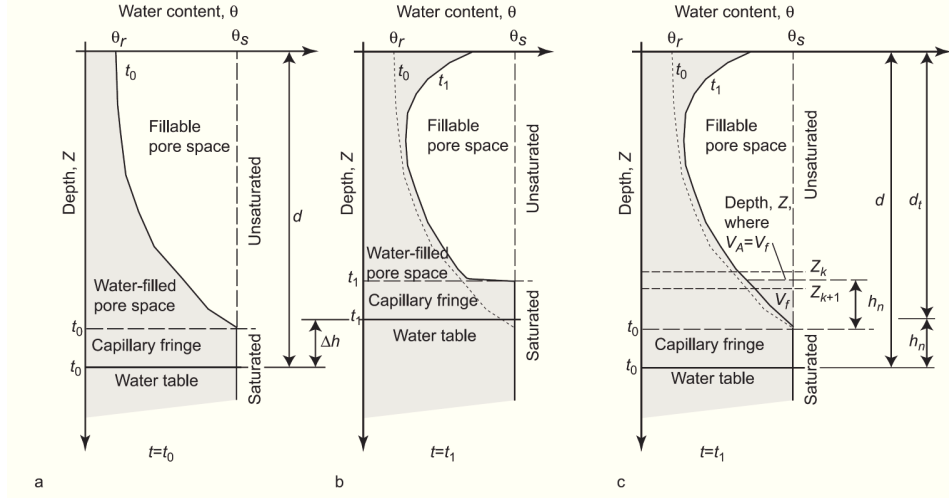 Water content, θ
θr
θs
t0
Fillable
pore space
Depth, Z
Unsaturated
d
Water-filled
pore space
t0
Capillary fringe
t0
Water table
Saturated
Δh
t=t0
a
Water content, θ
θr
θs
t0
t1
Fillable
pore space
Depth, Z
Unsaturated
Water-filled
pore space
t1
Capillary fringe
t1
Water table
Saturated
t=t1
b
Water content, θ
θr
θs
t0
t1
Fillable
pore space
Depth, Z
Unsaturated
Depth, Z,
where
VA=Vf
d
dt
Zk
Zk+1
Vf
hn
t0
Capillary fringe
hn
t0
Water table
Saturated
t=t1
c